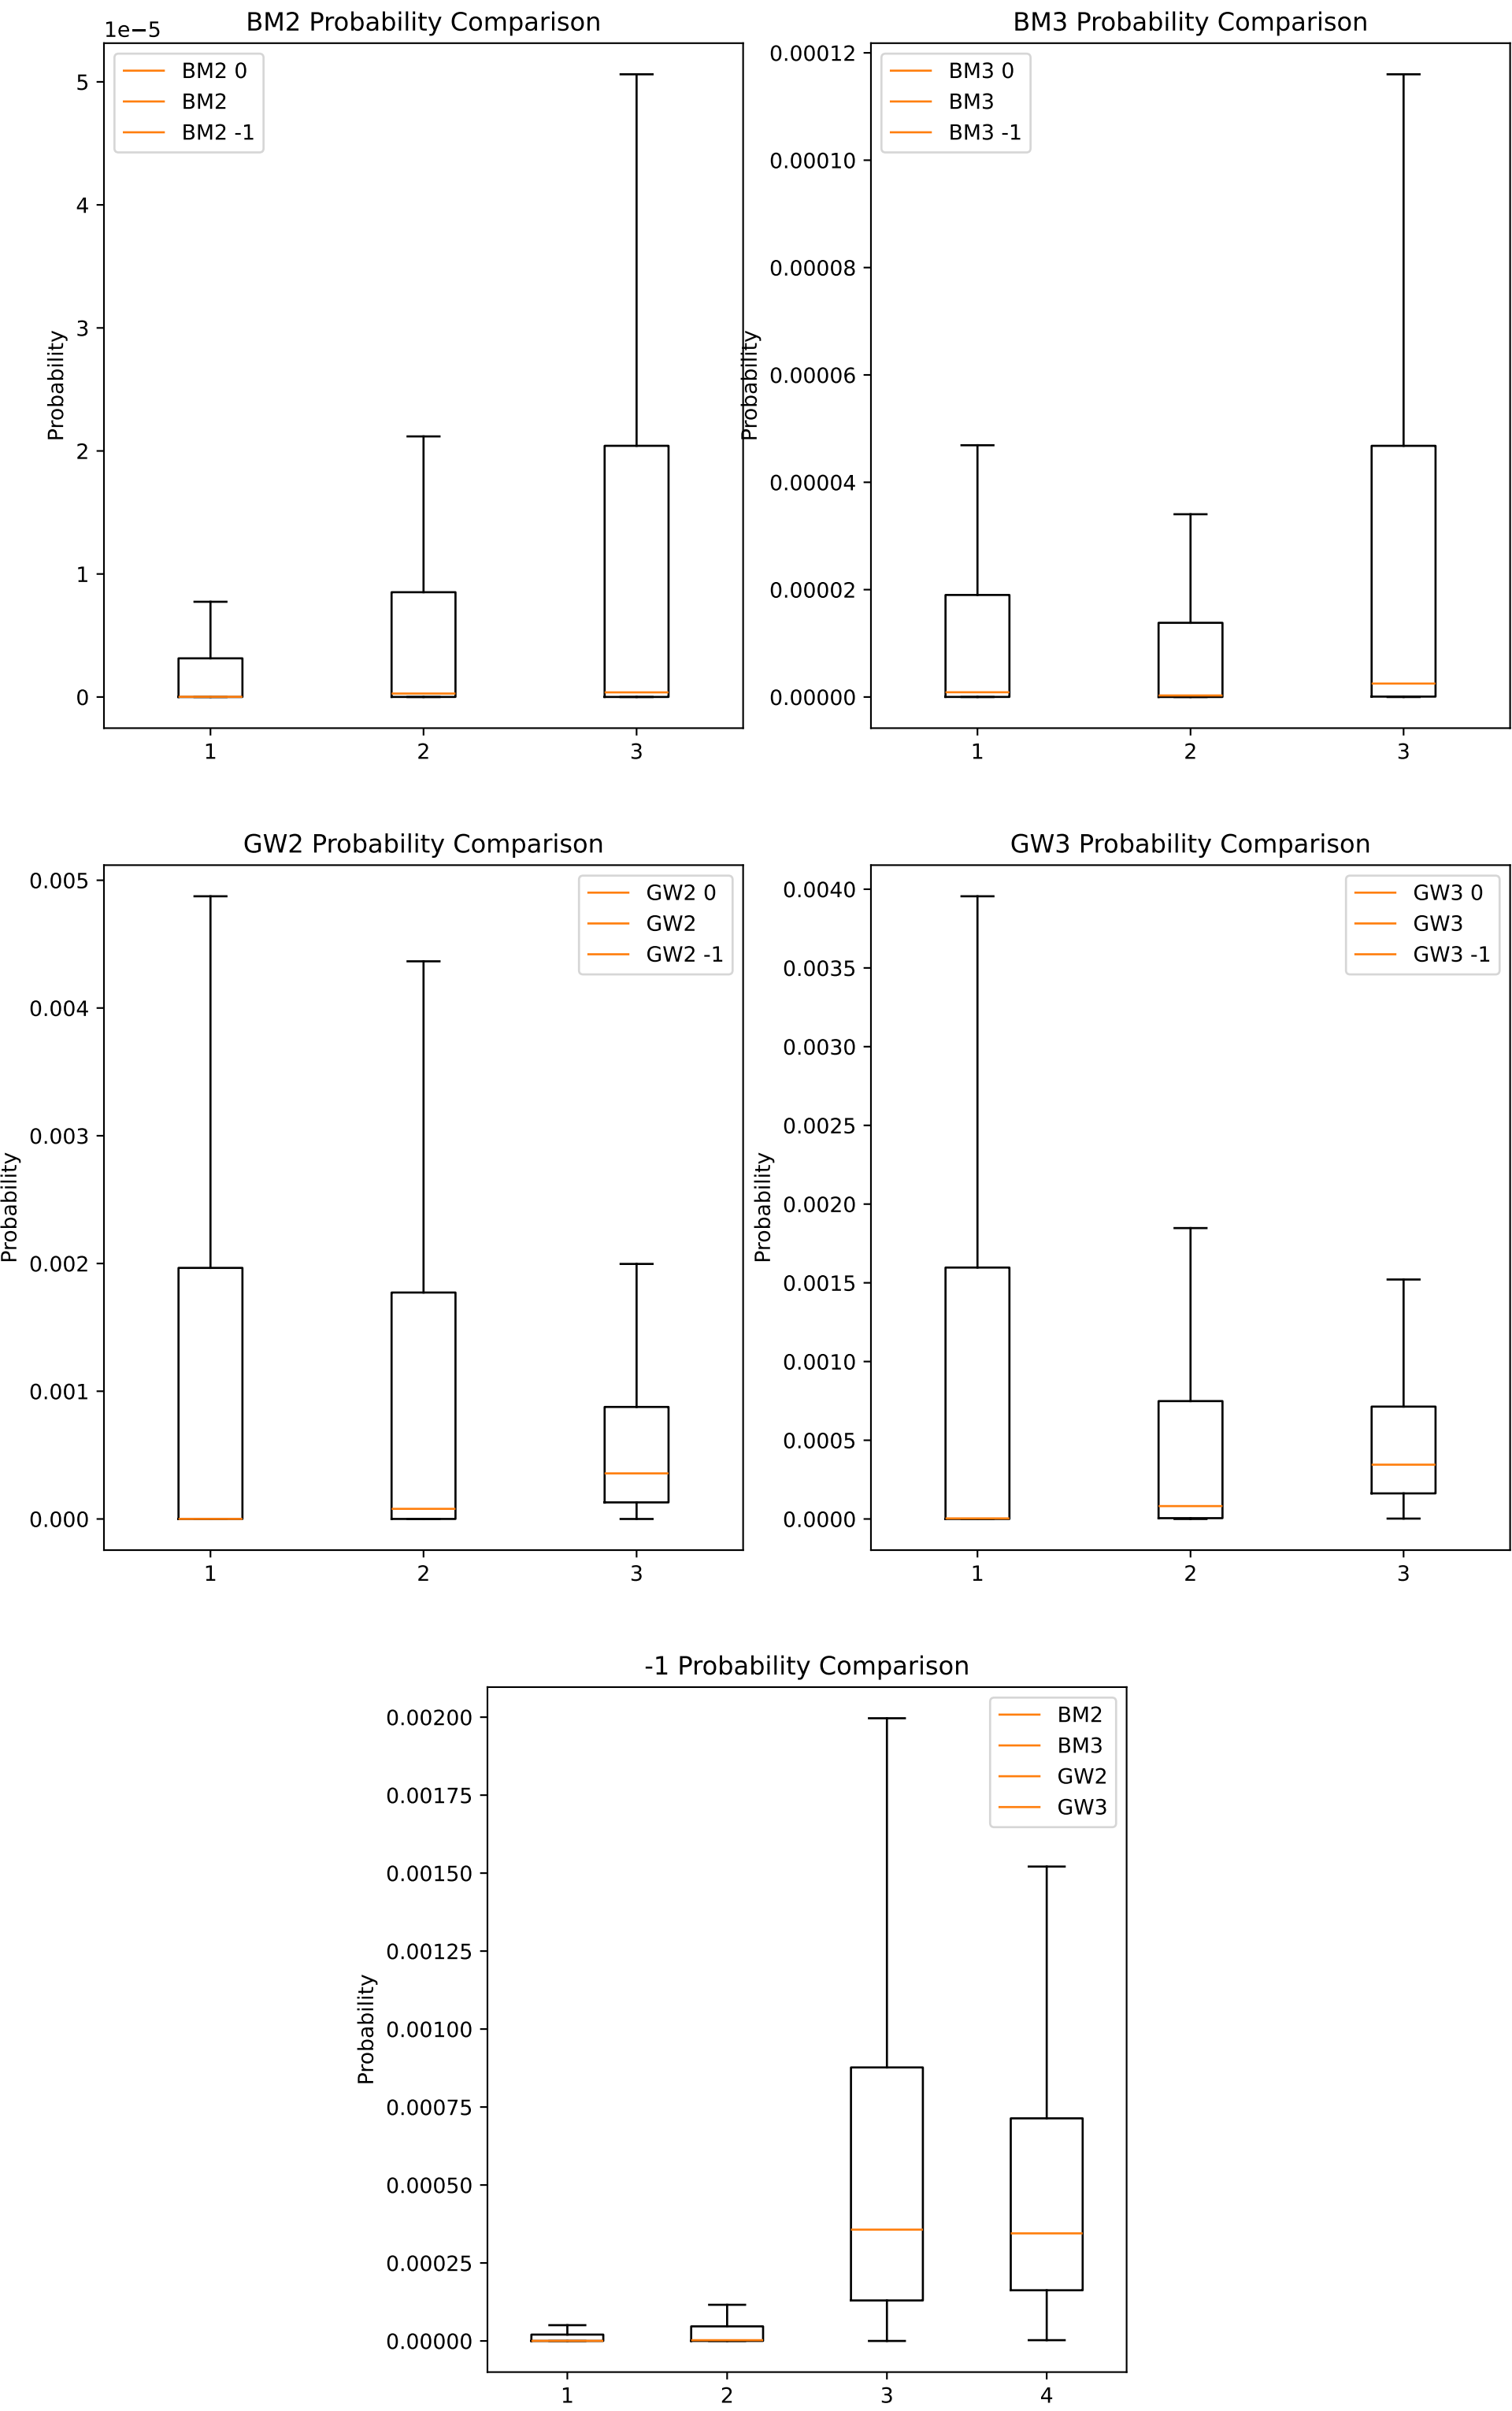 BM2 Probability Comparison
1e−5
BM2 0
BM2
BM2 -1
5
4
3
2
1
0
Probability
1
2
3
BM3 Probability Comparison
BM3 0
BM3
BM3 -1
0.00012
0.00010
0.00008
0.00006
0.00004
0.00002
0.00000
Probability
1
2
3
GW2 Probability Comparison
GW2 0
GW2
GW2 -1
0.005
0.004
0.003
0.002
0.001
0.000
Probability
1
2
3
GW3 Probability Comparison
GW3 0
GW3
GW3 -1
0.0040
0.0035
0.0030
0.0025
0.0020
0.0015
0.0010
0.0005
0.0000
Probability
1
2
3
-1 Probability Comparison
BM2
BM3
GW2
GW3
0.00200
0.00175
0.00150
0.00125
0.00100
0.00075
0.00050
0.00025
0.00000
Probability
1
2
3
4